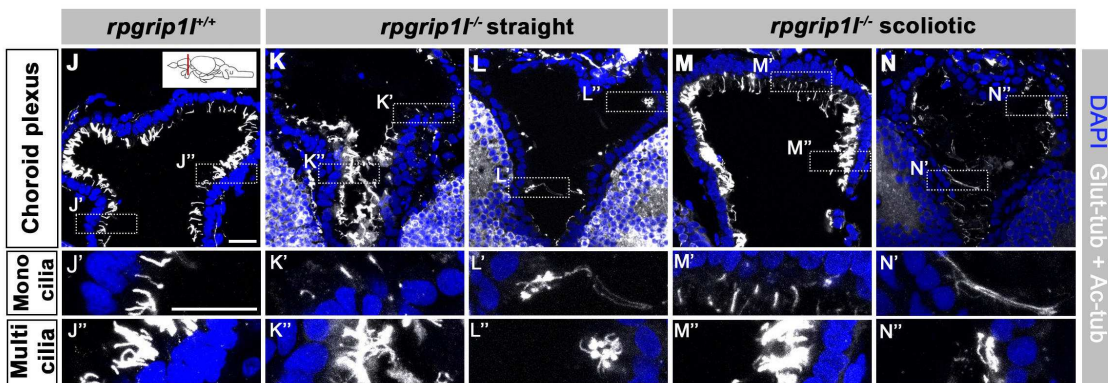 rpgrip1l+/+
rpgrip1l-/- straight
rpgrip1l-/- scoliotic
Choroid plexus
J
K
L
M
N
J'
J''
K'
K''
L'
L''
M'
M''
N'
N''
Mono cilia
J'
K'
L'
M'
N'
Multi cilia
J''
K''
L''
M''
N''
DAPI Glut-tub + Ac-tub